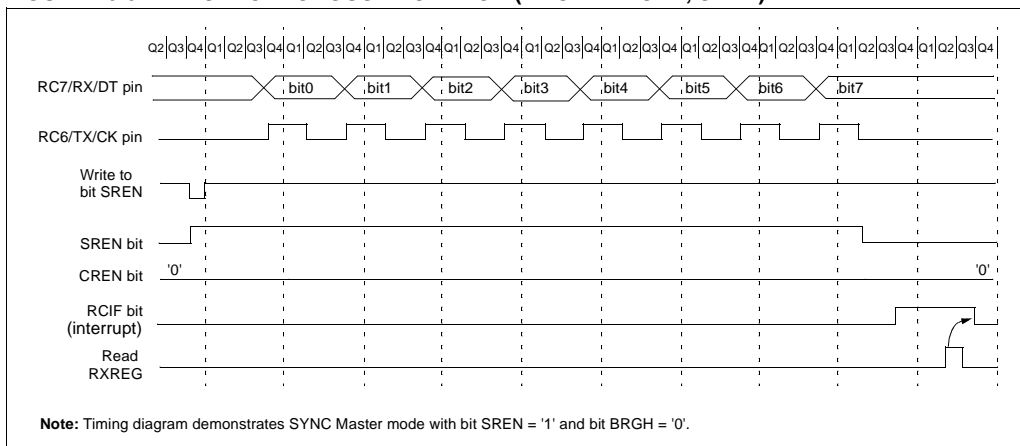 Q2 Q3 Q4 Q1 Q2 Q3 Q4 Q1 Q2 Q3 Q4 Q1 Q2 Q3 Q4 Q1 Q2 Q3 Q4 Q1 Q2 Q3 Q4 Q1 Q2 Q3 Q4 Q1 Q2 Q3 Q4 Q1 Q2 Q3 Q4 Q1 Q2 Q3 Q4 Q1 Q2 Q3 Q4
RC7/RX/DT pin
bit0 bit1 bit2 bit3 bit4 bit5 bit6 bit7
RC6/TX/CK pin
Write to
bit SREN
SREN bit
CREN bit
'0' '0'
RCIF bit
(interrupt)
Read
RXREG
Note: Timing diagram demonstrates SYNC Master mode with bit SREN = '1' and bit BRGH = '0'.